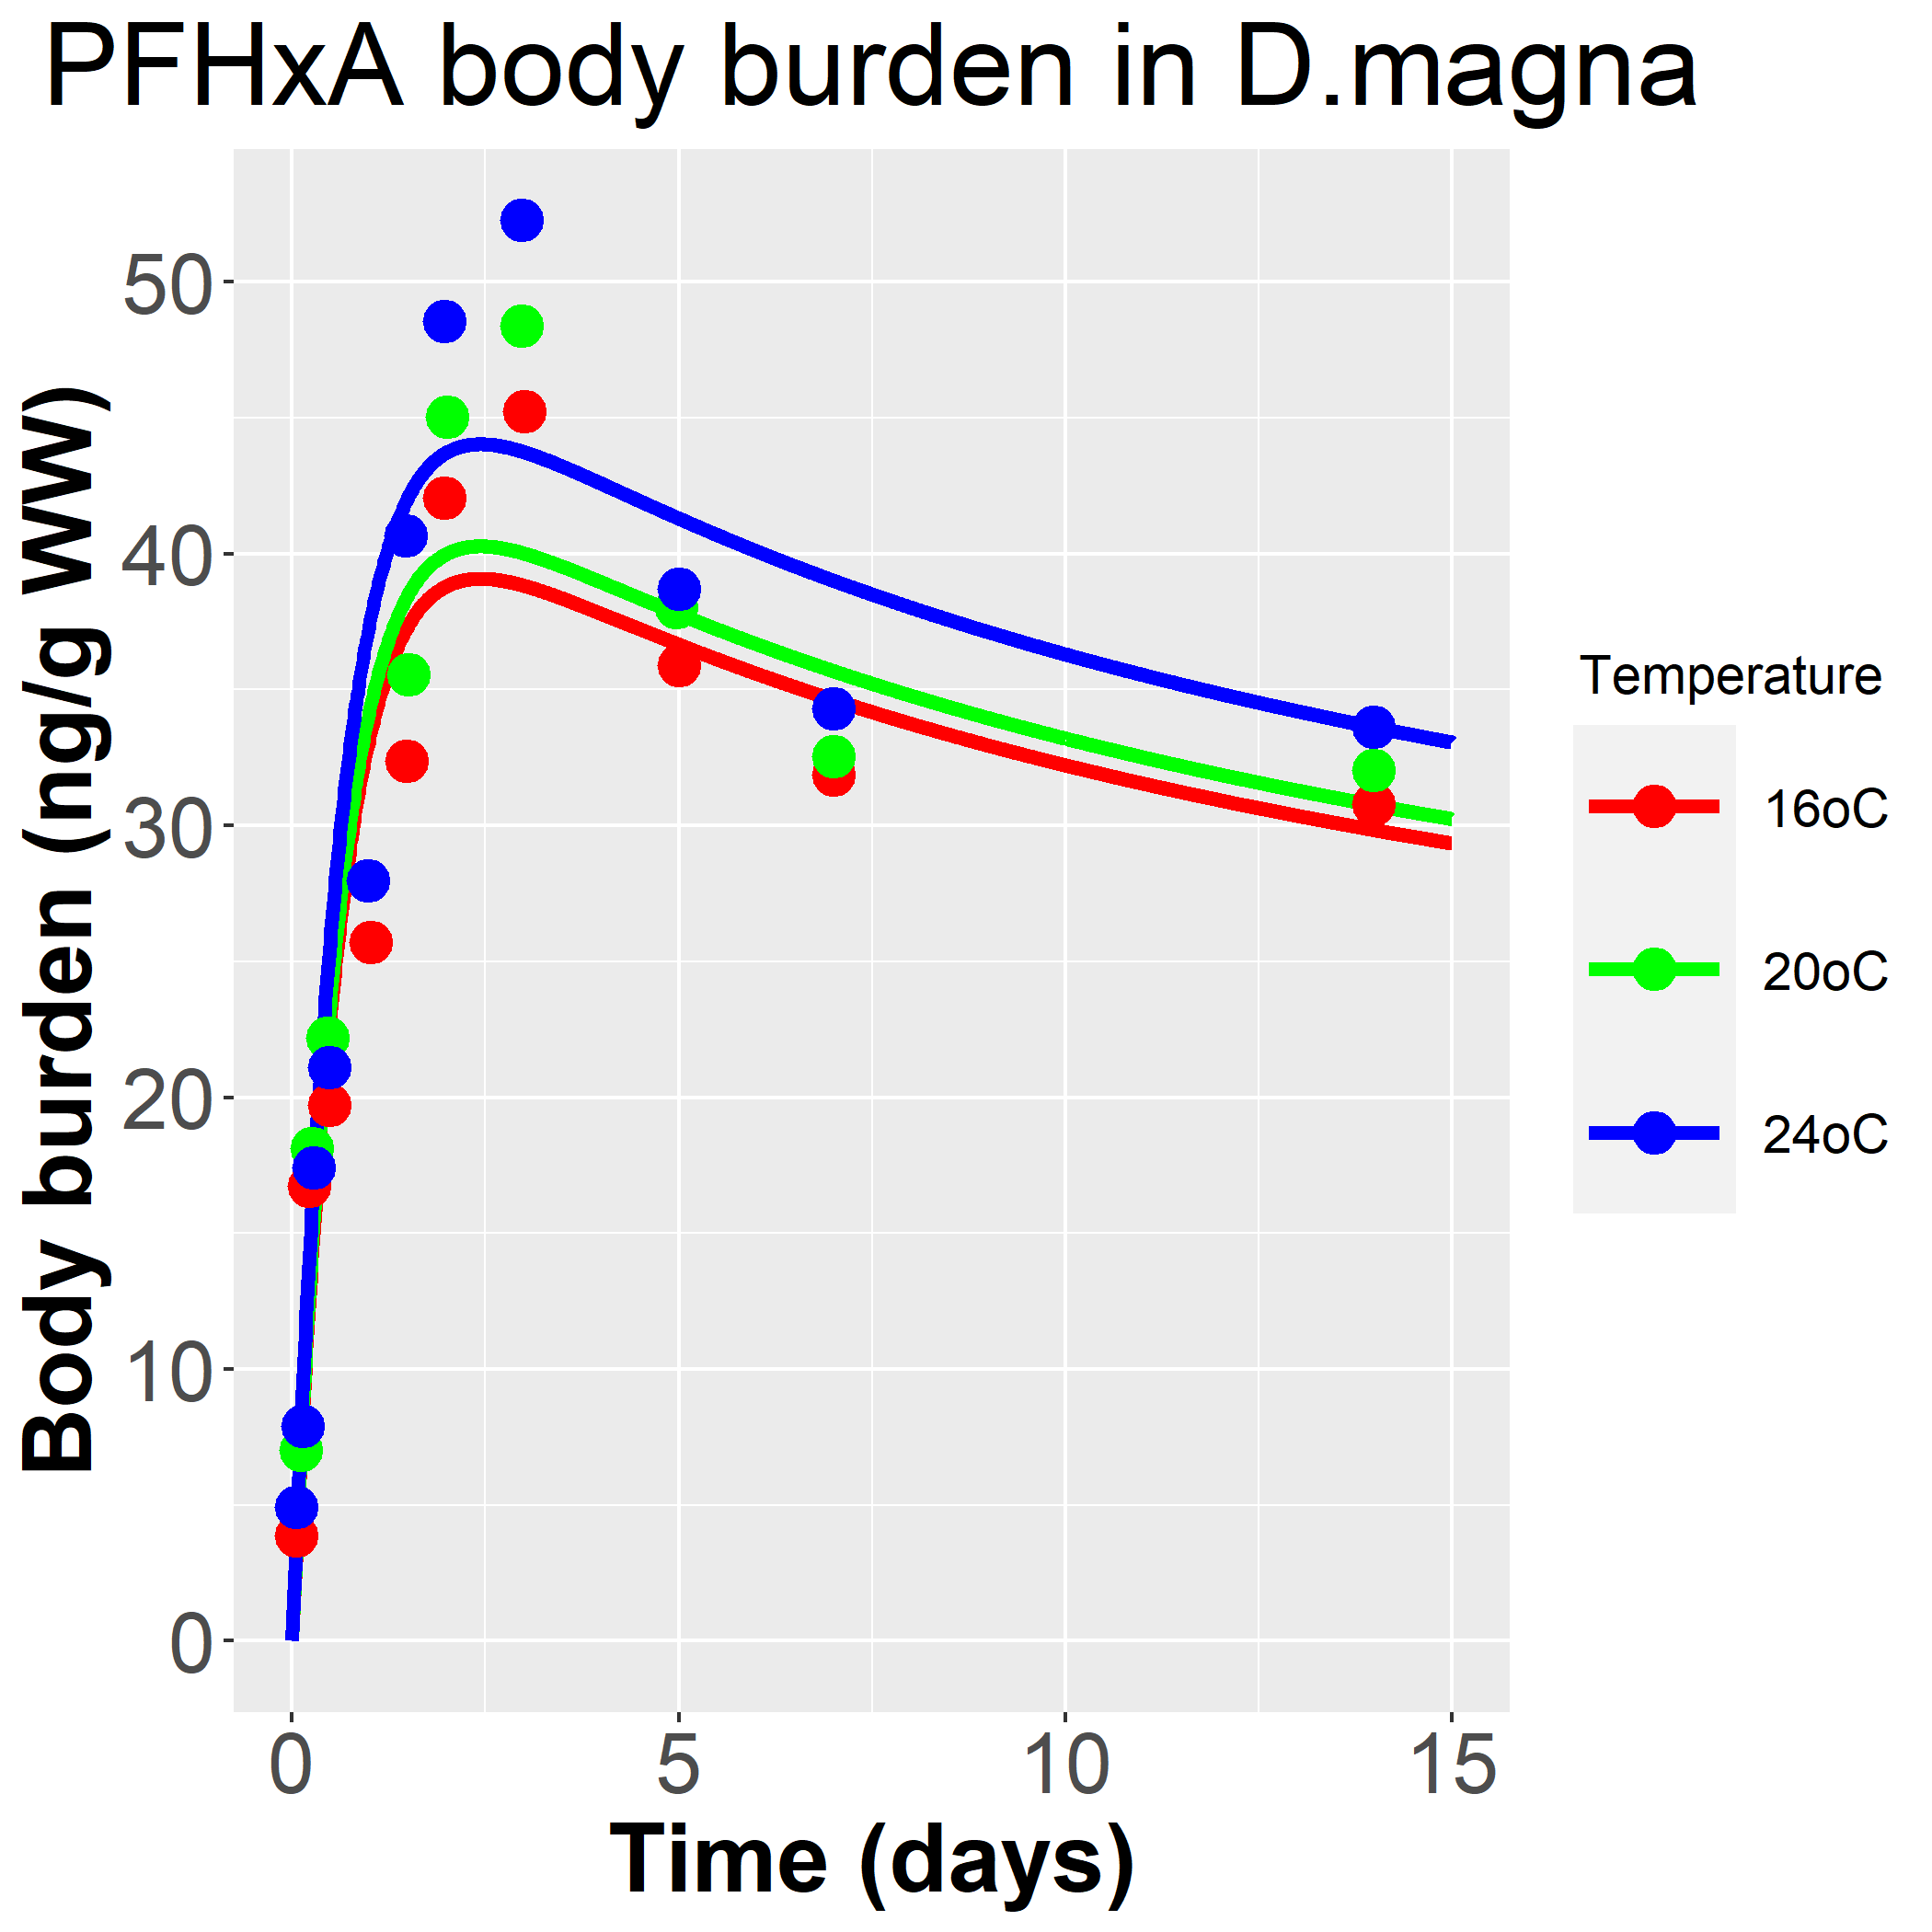 PFHxA body burden in D.magna
Body burden (ng/g WW)
50
40
30
20
10
0
0 5 10 15
Time (days)
Temperature
16oC
20oC
24oC